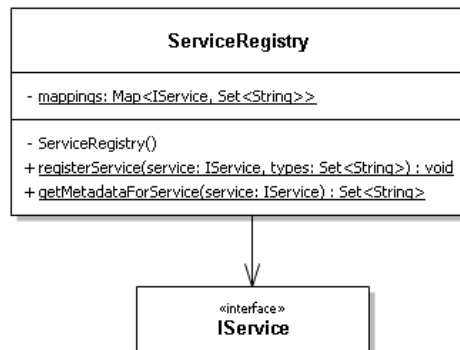 ServiceRegistry
- mappings: Map<IService, Set<String>>
- ServiceRegistry()
+ registerService(service: IService, types: Set<String>) : void
+ getMetadataForService(service: IService) : Set<String>
«interface»
IService